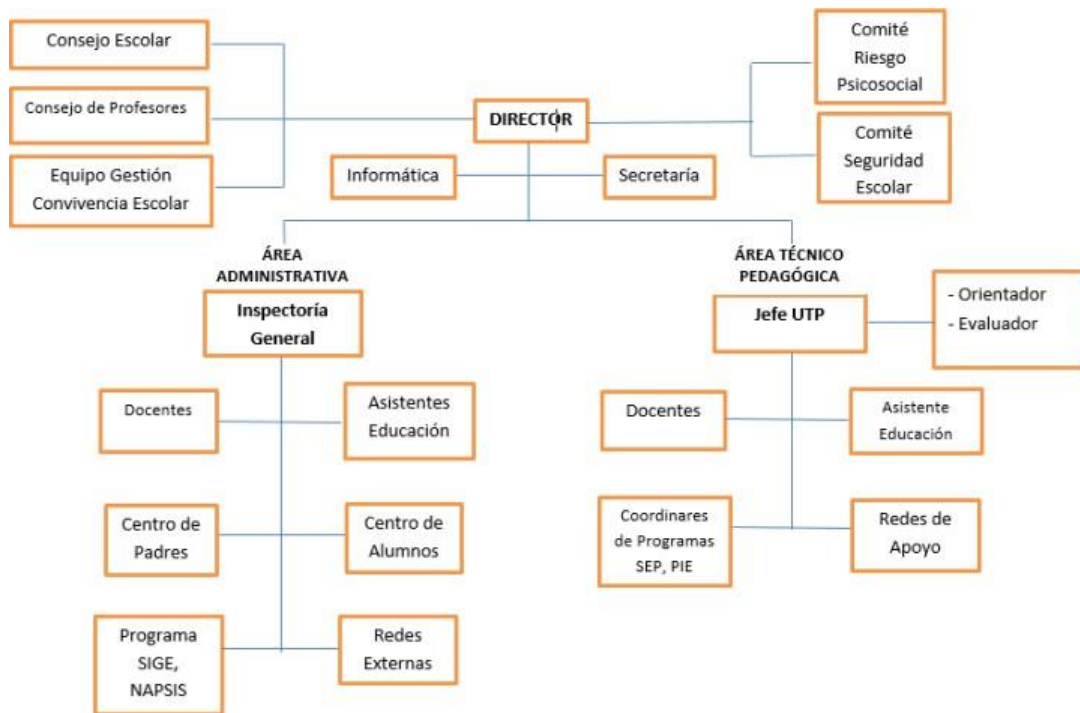 Consejo Escolar
Consejo de Profesores
Equipo Gestión
Convivencia Escolar
DIRECTOR
Comité
Riesgo
Psicosocial
Comité
Seguridad
Escolar
Informática
Secretaría
ÁREA
ADMINISTRATIVA
Inspectoría
General
Docentes
Asistentes
Educación
Centro de
Padres
Centro de
Alumnos
Programa
SIGE,
NAPSIS
Redes
Externas
ÁREA TÉCNICO
PEDAGÓGICA
Jefe UTP
- Orientador
- Evaluador
Docentes
Asistente
Educación
Coordinares
de Programas
SEP, PIE
Redes de
Apoyo